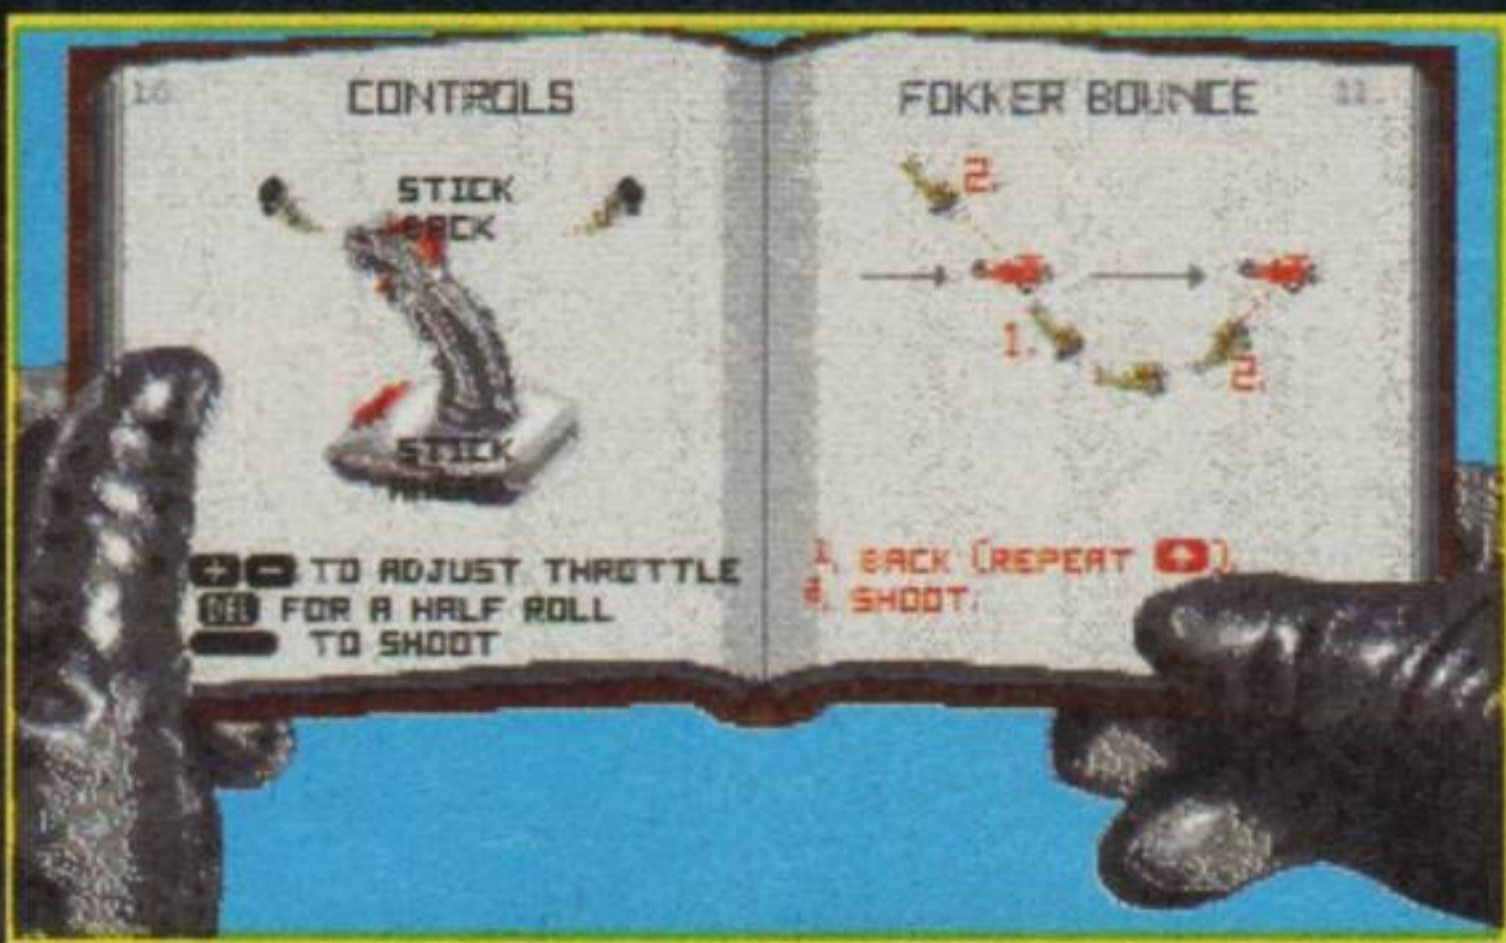 10.
CONTROLS
STICK
BACK
STICK
+ - TO ADJUST THROTTLE
DEL FOR A HALF ROLL
TO SHOOT
11.
FOKKER BOUNCE
2.
1.
2.
1. BACK (REPEAT ↑).
2. SHOOT.